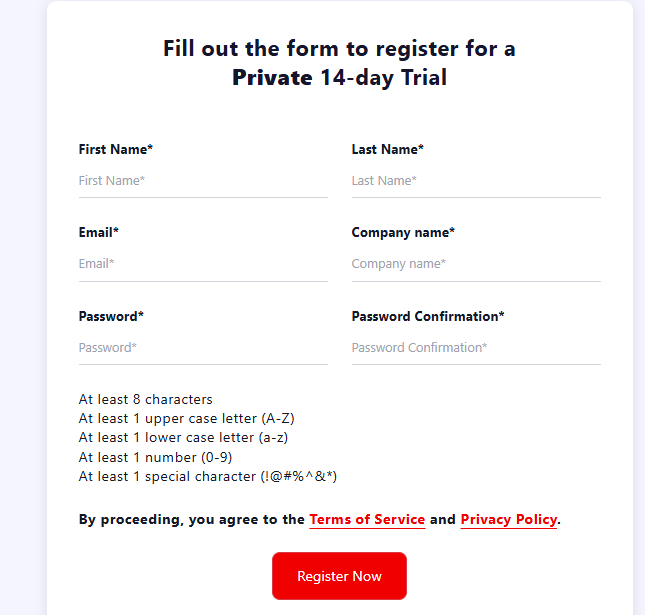 Fill out the form to register for a
Private 14-day Trial
First Name*
Last Name*
First Name*
Last Name*
Email*
Company name*
Email*
Company name*
Password*
Password Confirmation*
Password*
Password Confirmation*
At least 8 characters
At least 1 upper case letter (A-Z)
At least 1 lower case letter (a-z)
At least 1 number (0-9)
At least 1 special character (!@#%^&*)
By proceeding, you agree to the Terms of Service and Privacy Policy.
Register Now